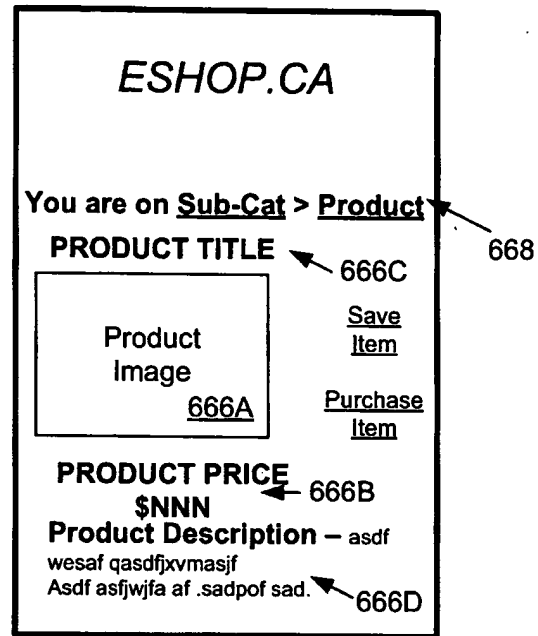 ESHOP.CA
You are on Sub-Cat > Product
668
PRODUCT TITLE
666C
Product
Image
666A
Save
Item
Purchase
Item
PRODUCT PRICE
666B
$NNN
Product Description – asdf
wesaf qasdfjxvmasjf
Asdf asfjwjfa af .sadpof sad.
666D